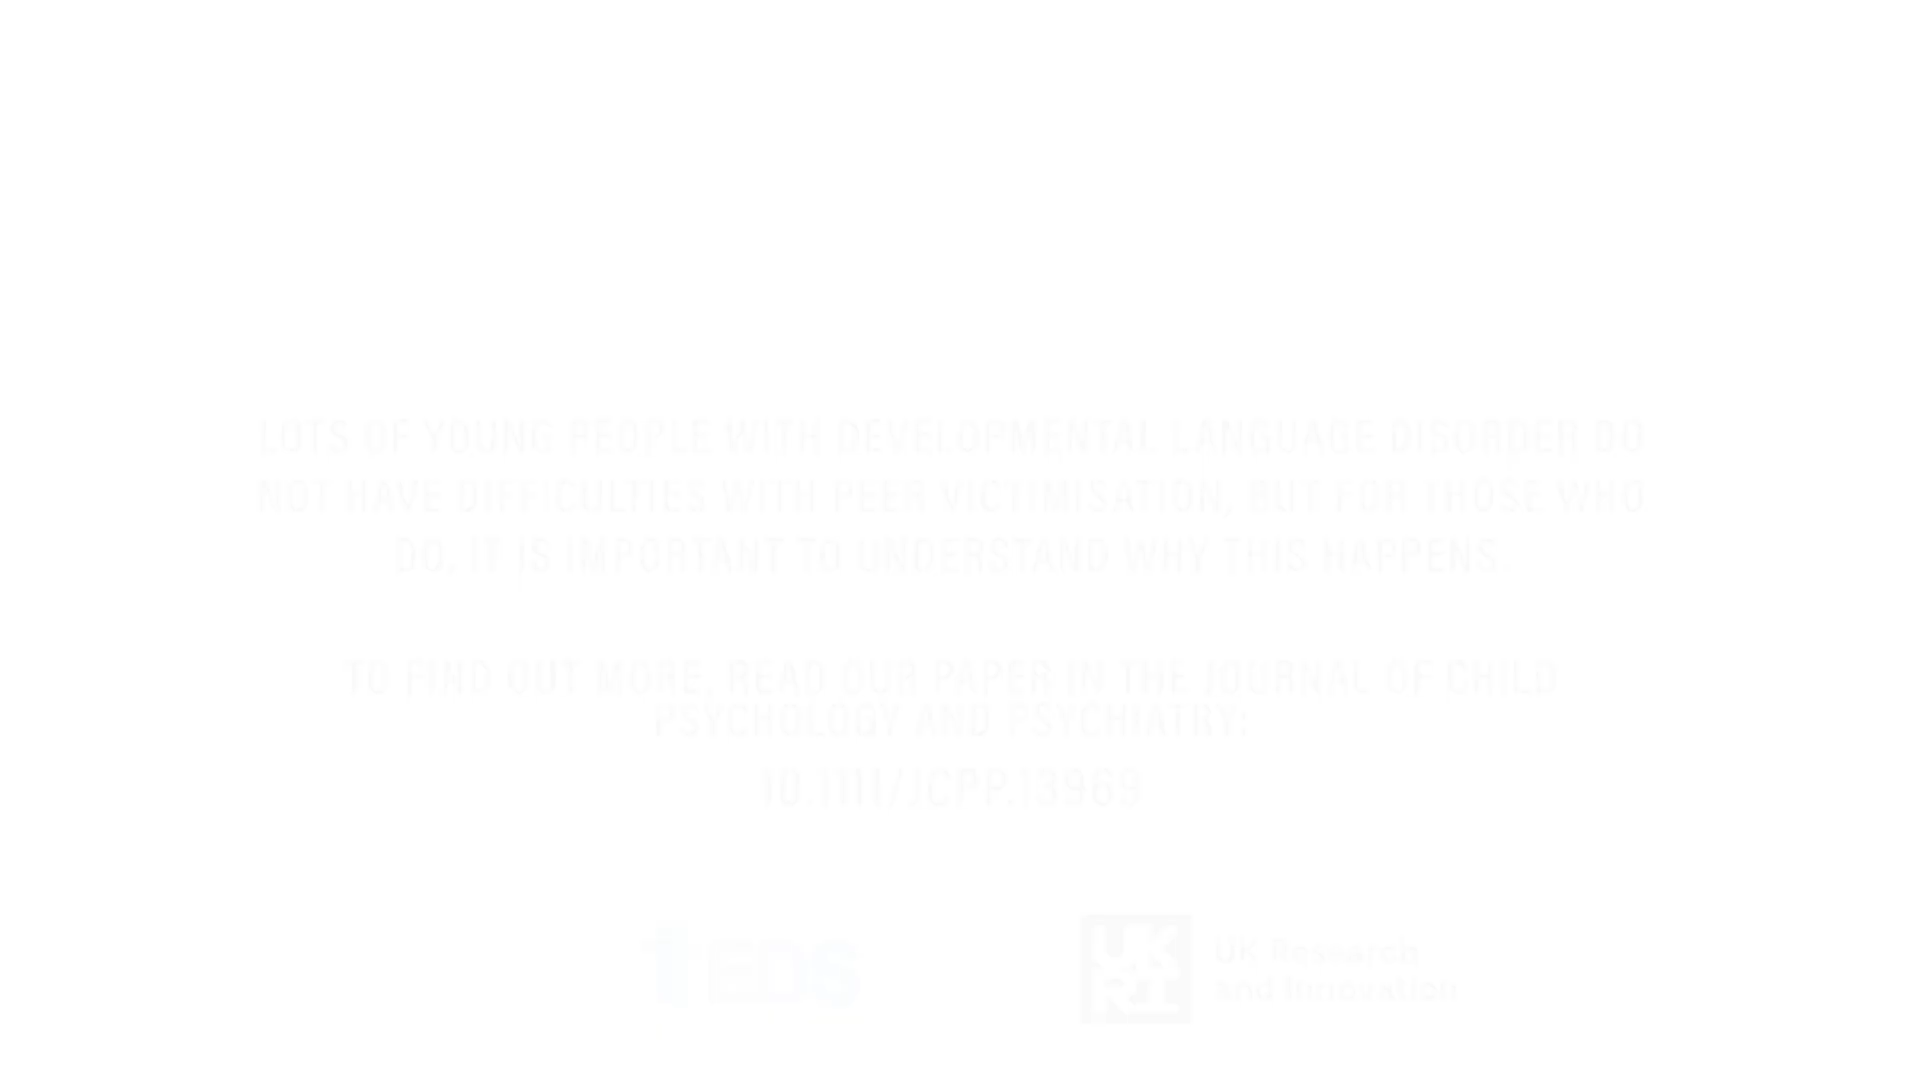 LOTS OF YOUNG PEOPLE WITH DEVELOPMENTAL LANGUAGE DISORDER DO
NOT HAVE DIFFICULTIES WITH PEER VICTIMISATION, BUT FOR THOSE WHO
DO, IT IS IMPORTANT TO UNDERSTAND WHY THIS HAPPENS.
TO FIND OUT MORE, READ OUR PAPER IN THE JOURNAL OF CHILD
PSYCHOLOGY AND PSYCHIATRY:
10.1111/JCPP.13969
TEDS
UK
RI
UK Research
and Innovation